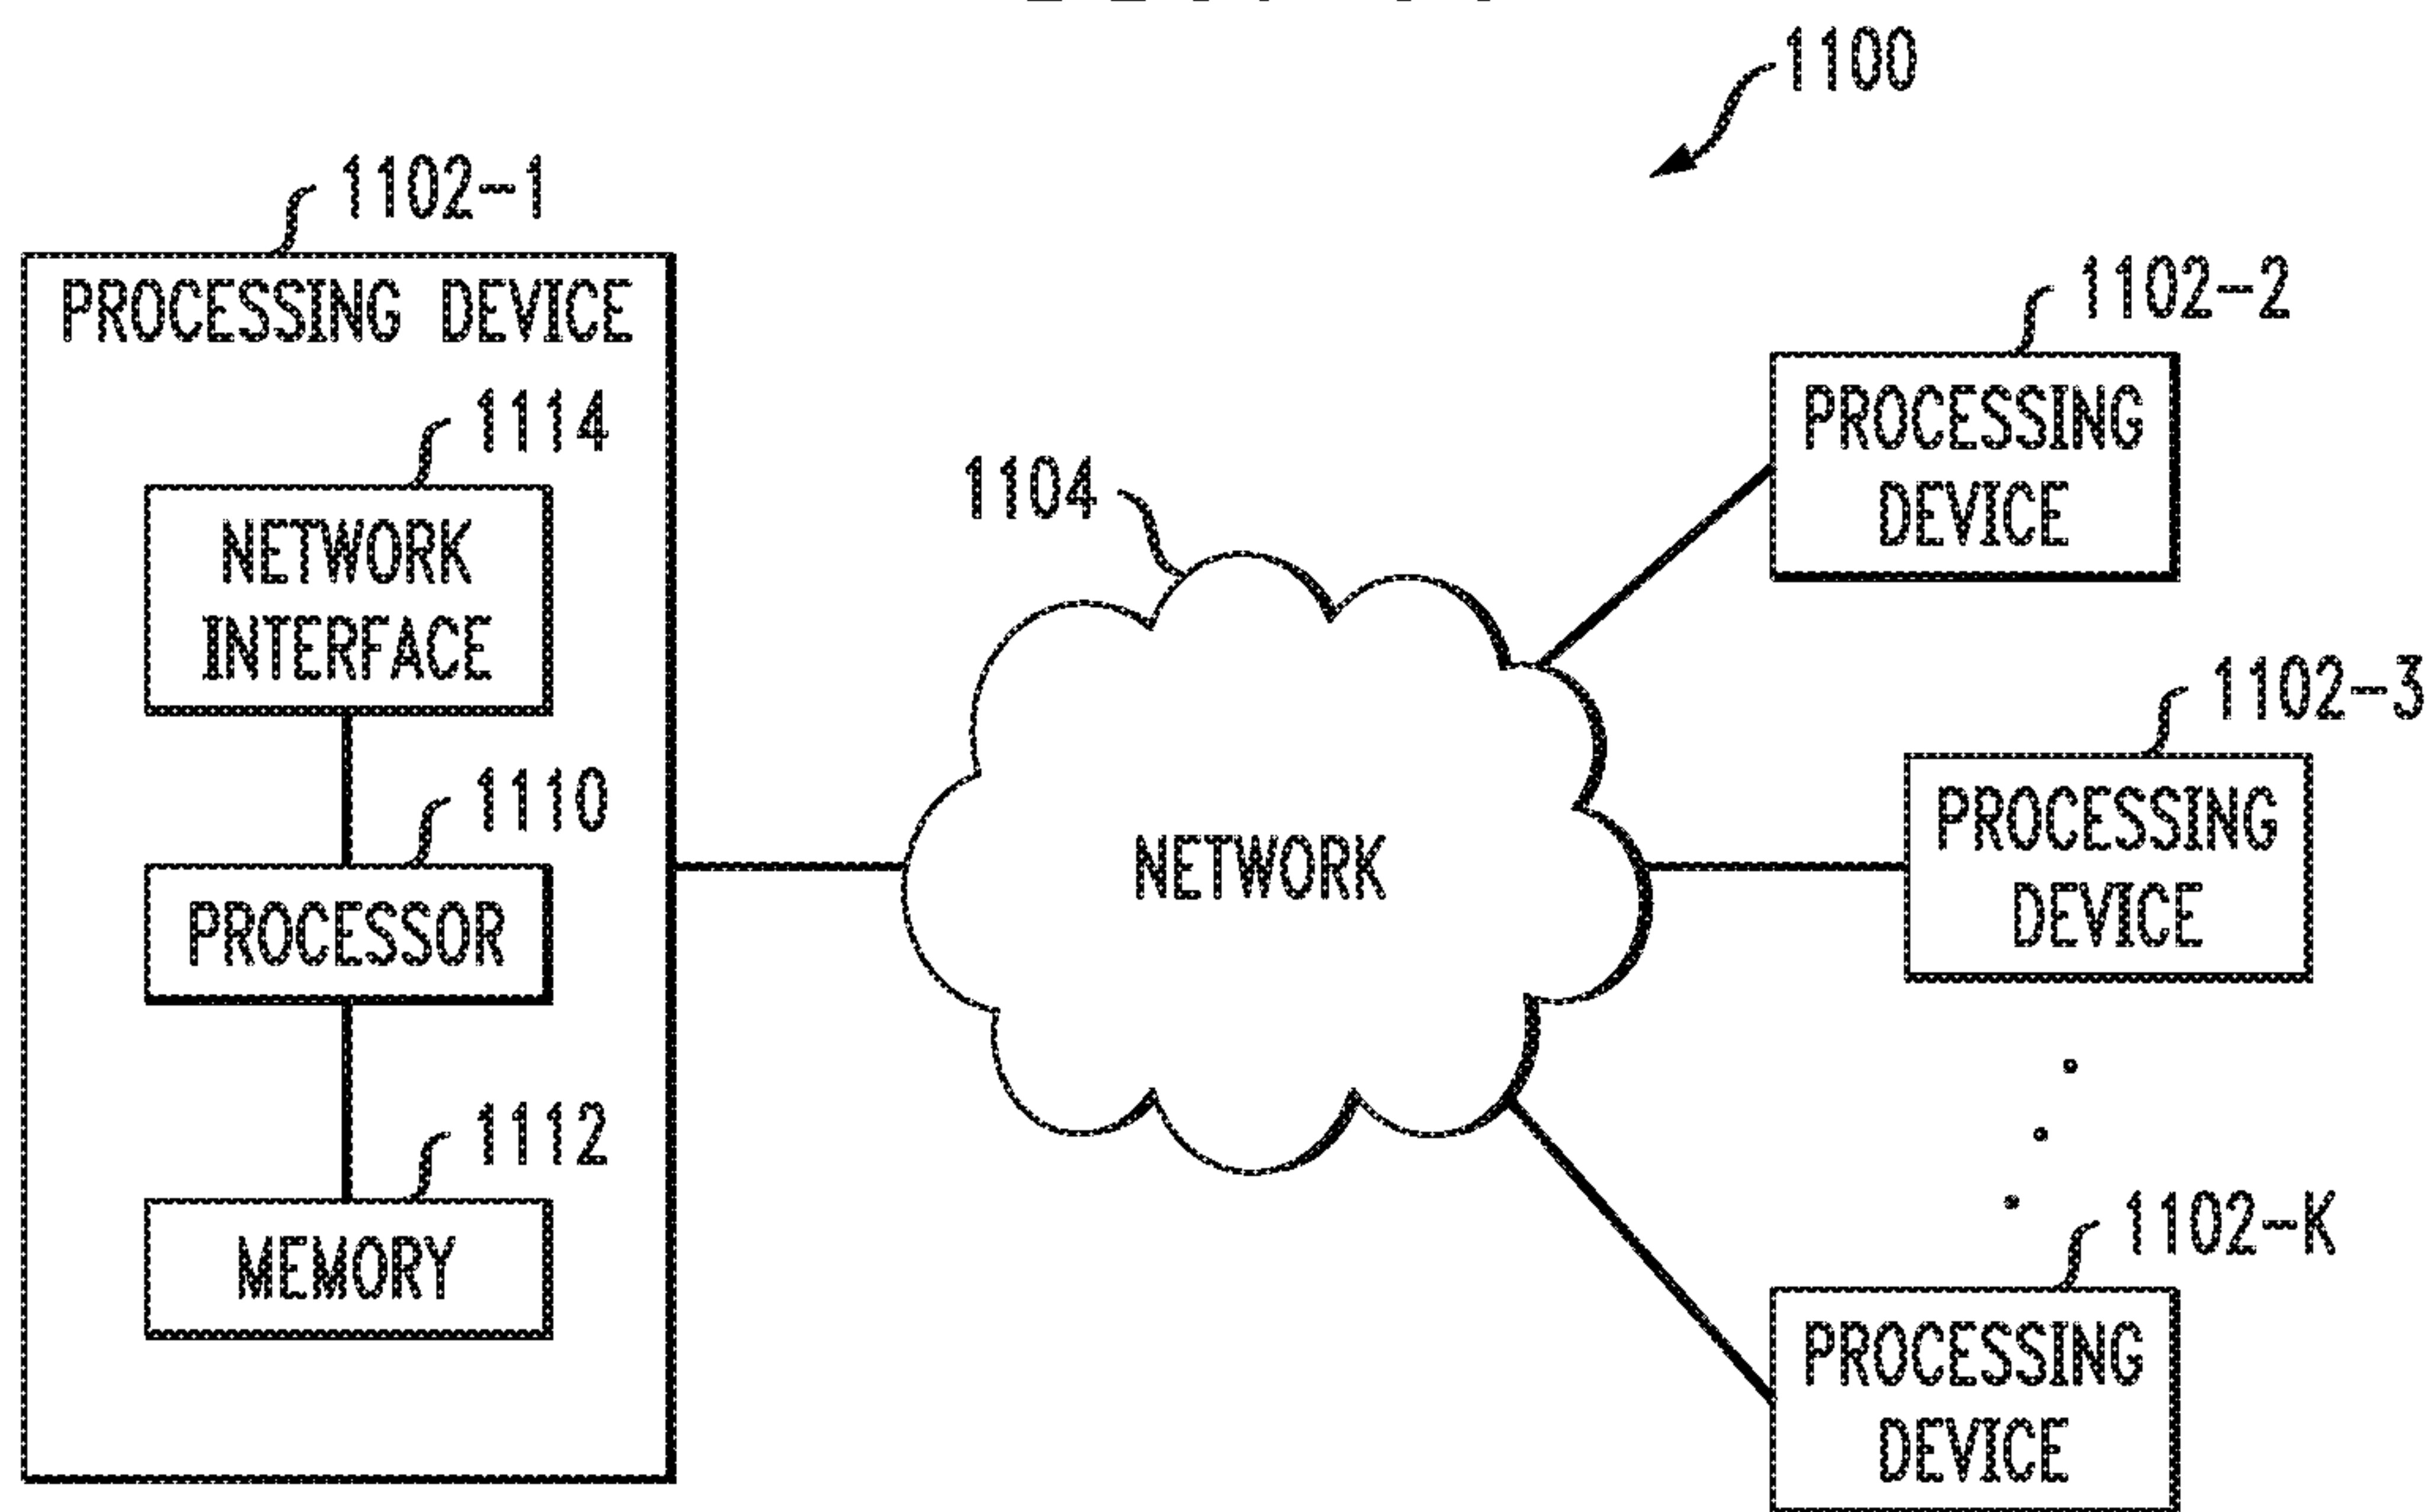 1100
1102-1
PROCESSING DEVICE
1114
NETWORK
INTERFACE
1110
PROCESSOR
1112
MEMORY
1104
NETWORK
1102-2
PROCESSING
DEVICE
1102-3
PROCESSING
DEVICE
1102-K
PROCESSING
DEVICE